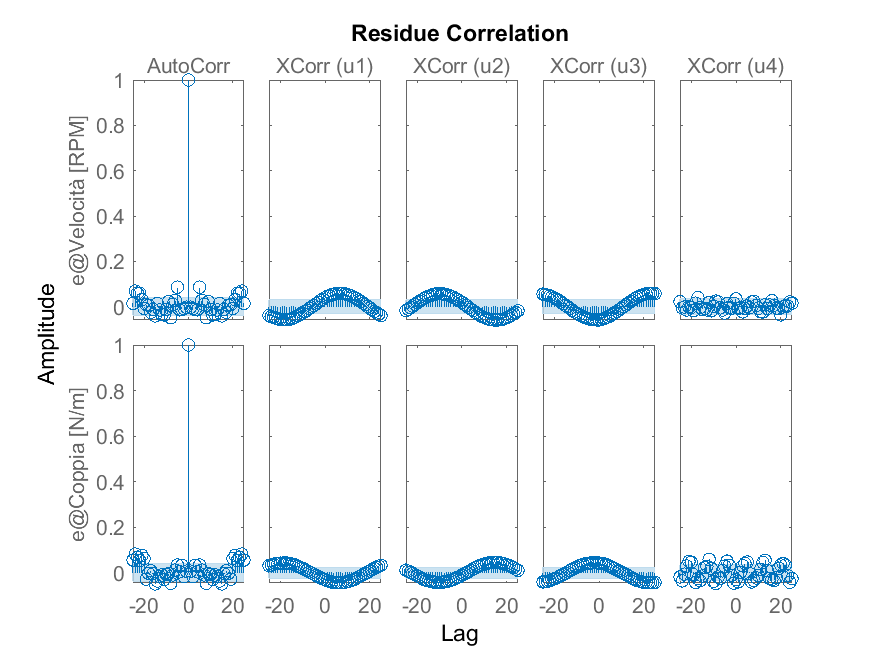 Residue Correlation
AutoCorr XCorr (u1) XCorr (u2) XCorr (u3) XCorr (u4)
Amplitude
e@Velocità [RPM]
1
0.8
0.6
0.4
0.2
0
e@Coppia [N/m]
1
0.8
0.6
0.4
0.2
0
-20 0 20 -20 0 20 -20 0 20 -20 0 20 -20 0 20
Lag